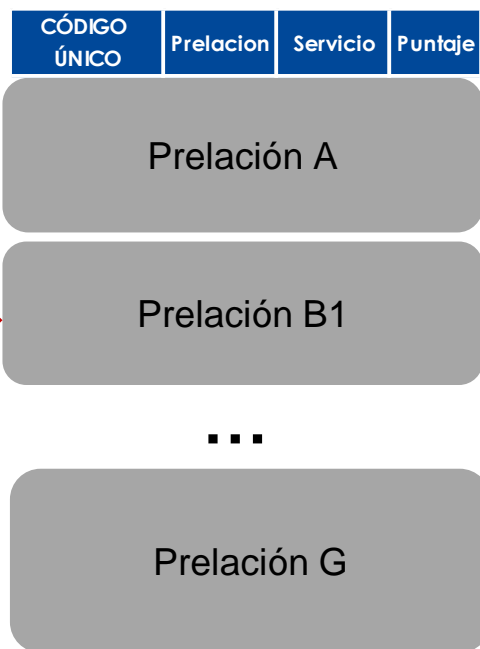 CÓDIGO ÚNICO Prelacion Servicio Puntaje
Prelación A
Prelación B1
...
Prelación G